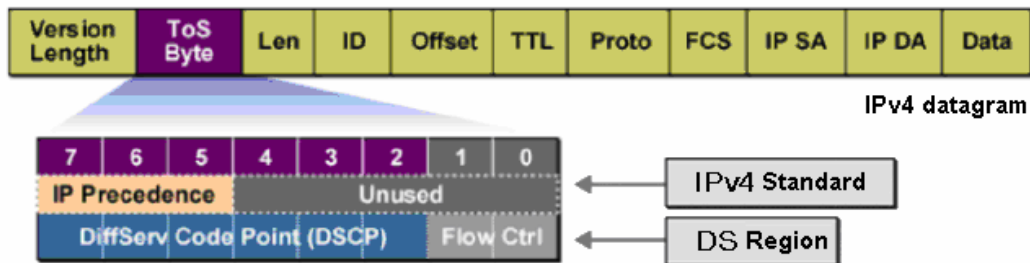 Version Length ToS Byte Len ID Offset TTL Proto FCS IP SA IP DA Data
IPv4 datagram
7 6 5 4 3 2 1 0
IP Precedence Unused IPv4 Standard
DiffServ Code Point (DSCP) Flow Ctrl DS Region